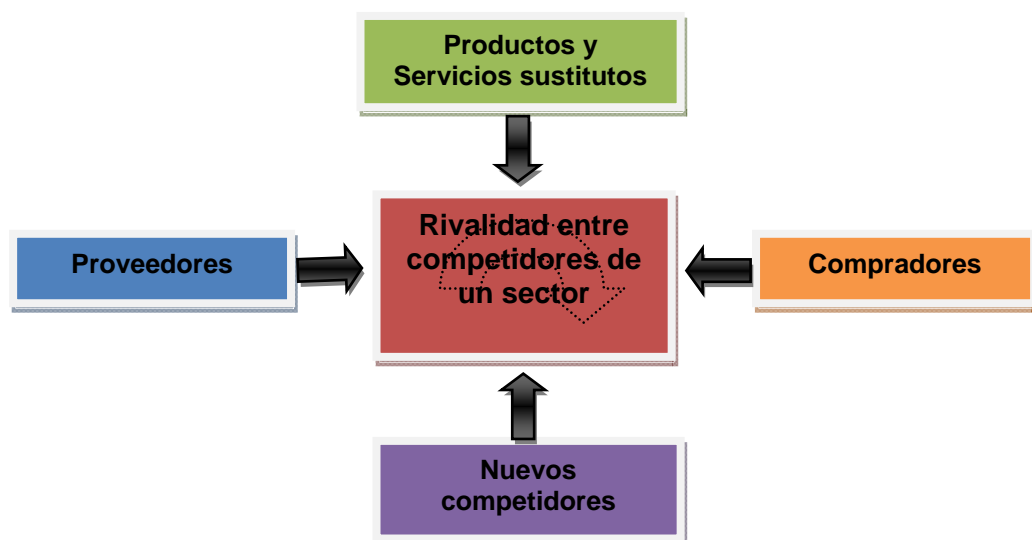 Productos y
Servicios sustitutos
Proveedores
Rivalidad entre
competidores de
un sector
Compradores
Nuevos
competidores